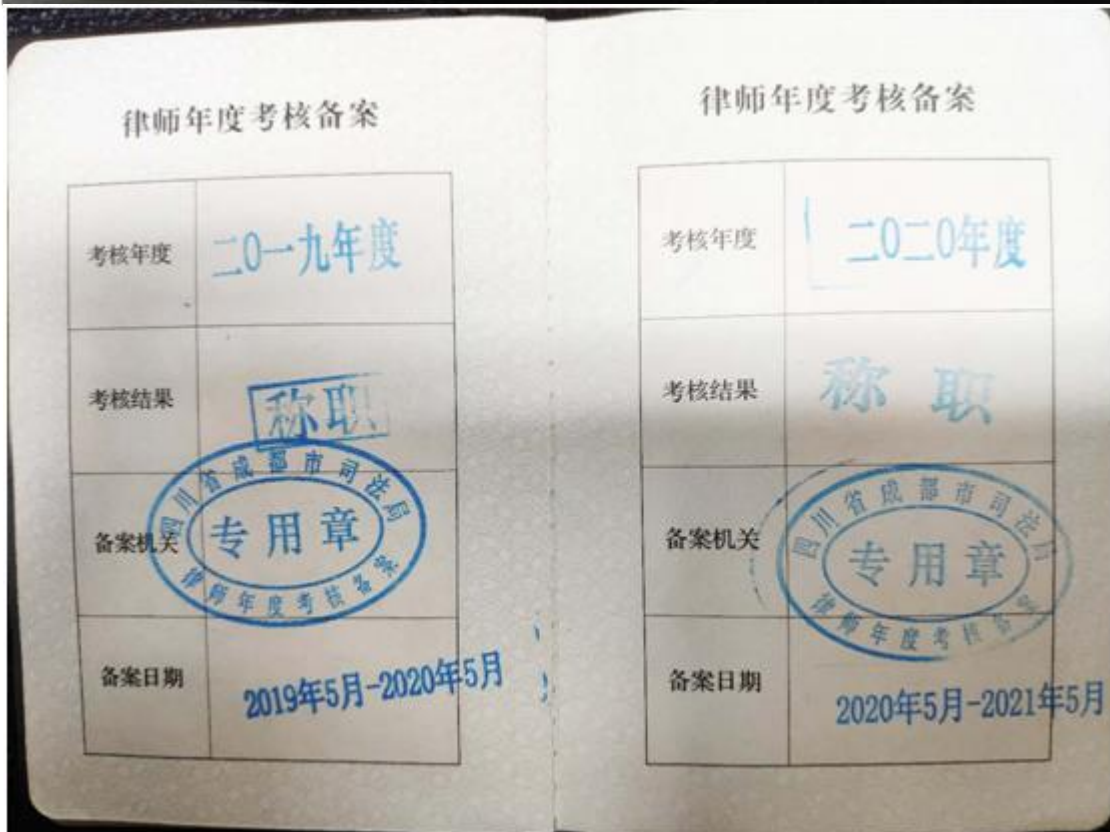 律师年度考核备案
考核年度 二0一九年度
考核结果 称职
备案机关
四川省成都市司法局
专用章
律师年度考核备案
备案日期 2019年5月-2020年5月
律师年度考核备案
考核年度 二0二0年度
考核结果 称职
备案机关
四川省成都市司法局
专用章
律师年度考核备
备案日期 2020年5月-2021年5月